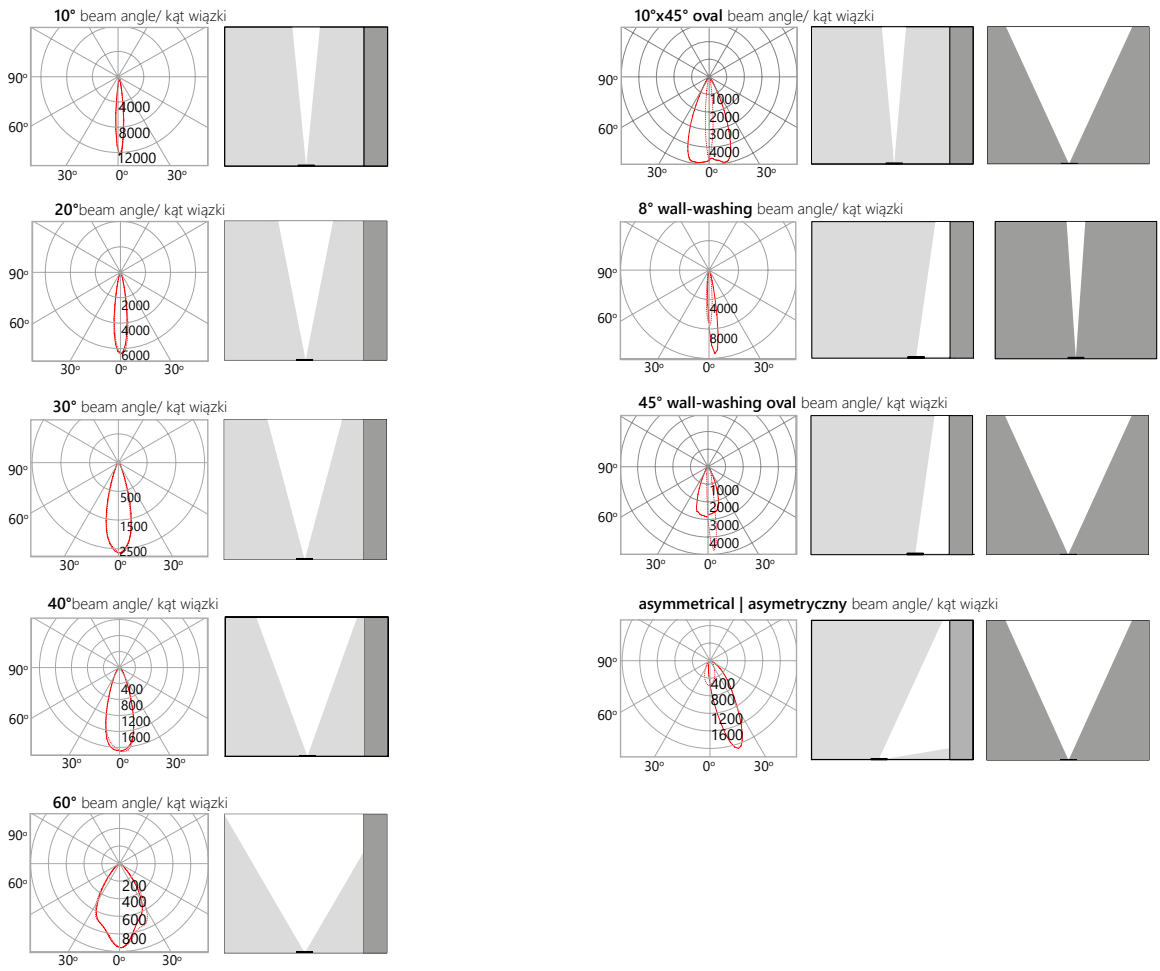 10° beam angle/ kąt wiązki
90°
60°
4000
8000
12000
30° 0° 30°
20°beam angle/ kąt wiązki
90°
60°
2000
4000
6000
30° 0° 30°
30° beam angle/ kąt wiązki
90°
60°
500
1500
2500
30° 0° 30°
40°beam angle/ kąt wiązki
90°
60°
400
800
1200
1600
30° 0° 30°
60° beam angle/ kąt wiązki
90°
60°
200
400
600
800
30° 0° 30°
10°x45° oval beam angle/ kąt wiązki
90°
60°
1000
2000
3000
4000
30° 0° 30°
8° wall-washing beam angle/ kąt wiązki
90°
60°
4000
8000
30° 0° 30°
45° wall-washing oval beam angle/ kąt wiązki
90°
60°
1000
2000
3000
4000
30° 0° 30°
asymmetrical | asymetryczny beam angle/ kąt wiązki
90°
60°
400
800
1200
1600
30° 0° 30°